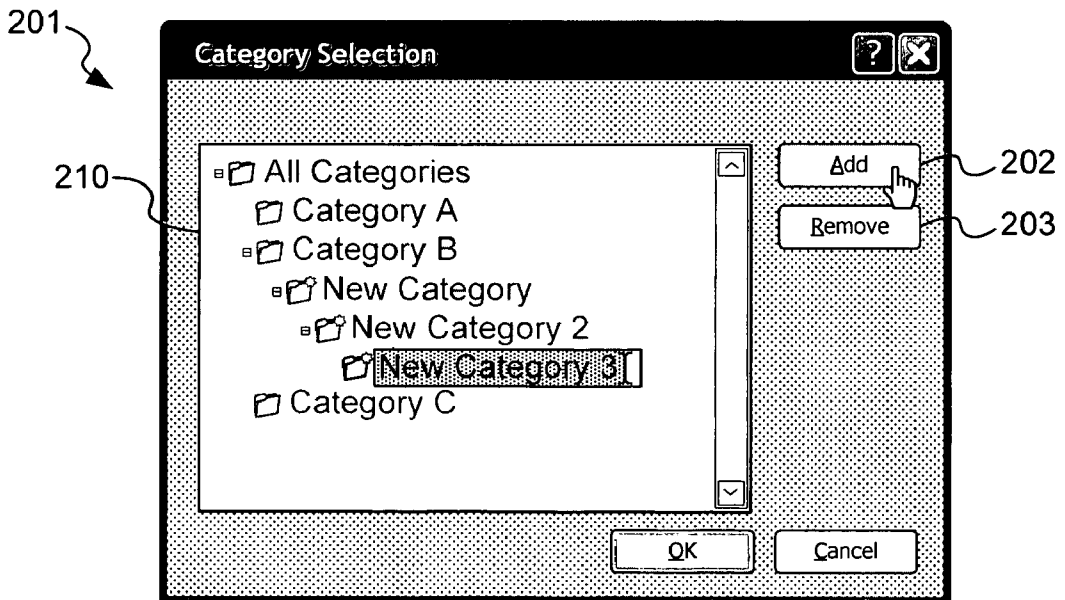 201
Category Selection
?
210
All Categories
Add
202
Category A
Remove
203
Category B
New Category
New Category 2
New Category 3
Category C
OK
Cancel